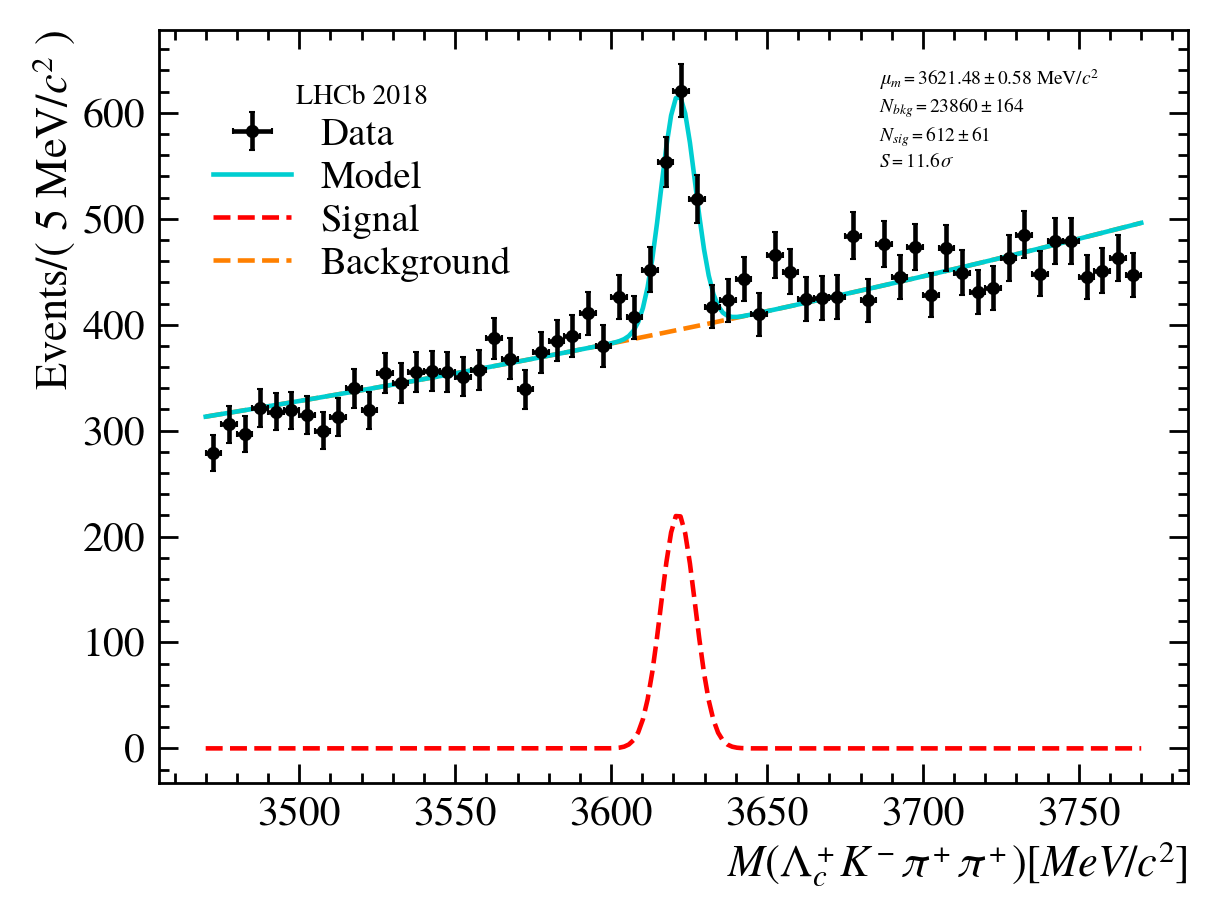 Events/( 5 MeV/c² )
600
500
400
300
200
100
0
LHCb 2018
Data
Model
Signal
Background
μₘ = 3621.48 ± 0.58 MeV/c²
N_bkg = 23860 ± 164
N_sig = 612 ± 61
S = 11.6σ
3500 3550 3600 3650 3700 3750
M(Λ_c⁺K⁻π⁺π⁺)[MeV/c²]